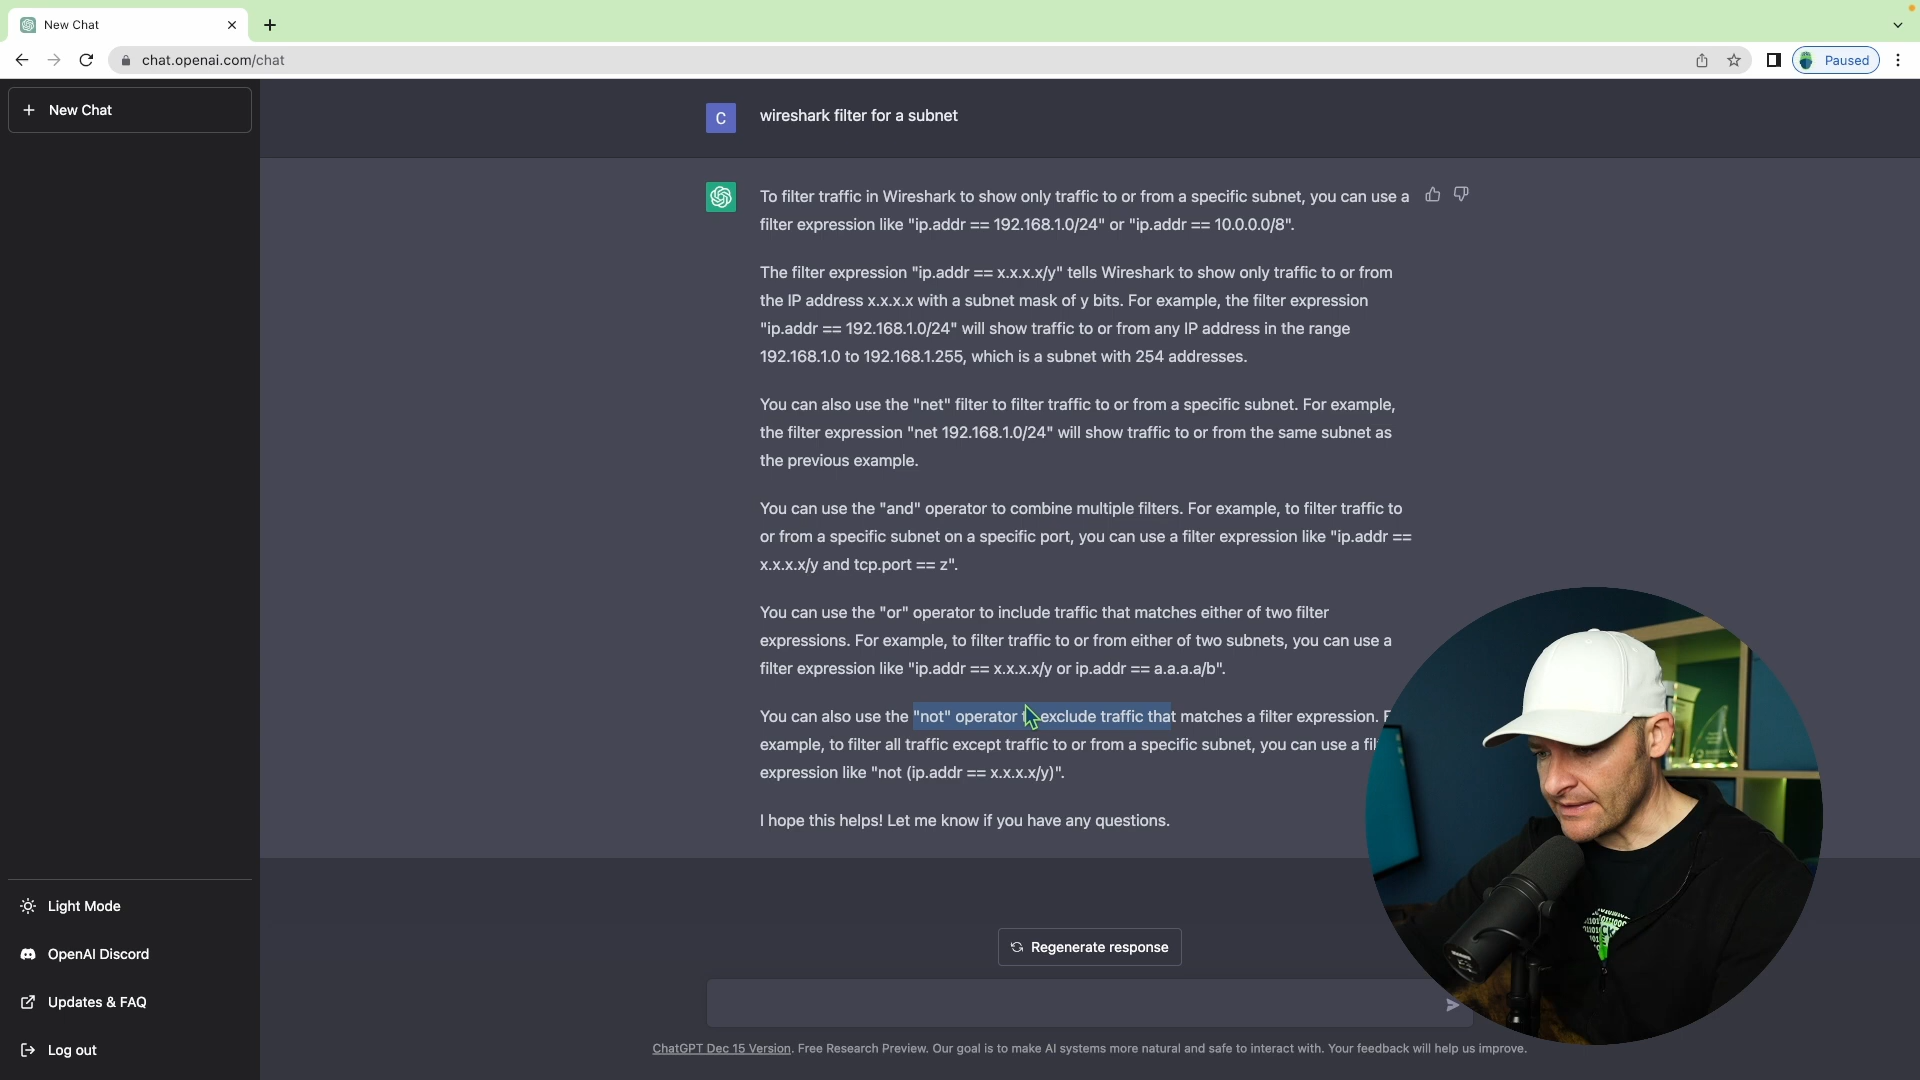 New Chat
chat.openai.com/chat
Paused
New Chat
C
wireshark filter for a subnet
To filter traffic in Wireshark to show only traffic to or from a specific subnet, you can use a
filter expression like "ip.addr == 192.168.1.0/24" or "ip.addr == 10.0.0.0/8".
The filter expression "ip.addr == x.x.x.x/y" tells Wireshark to show only traffic to or from
the IP address x.x.x.x with a subnet mask of y bits. For example, the filter expression
"ip.addr == 192.168.1.0/24" will show traffic to or from any IP address in the range
192.168.1.0 to 192.168.1.255, which is a subnet with 254 addresses.
You can also use the "net" filter to filter traffic to or from a specific subnet. For example,
the filter expression "net 192.168.1.0/24" will show traffic to or from the same subnet as
the previous example.
You can use the "and" operator to combine multiple filters. For example, to filter traffic to
or from a specific subnet on a specific port, you can use a filter expression like "ip.addr ==
x.x.x.x/y and tcp.port == z".
You can use the "or" operator to include traffic that matches either of two filter
expressions. For example, to filter traffic to or from either of two subnets, you can use a
filter expression like "ip.addr == x.x.x.x/y or ip.addr == a.a.a.a/b".
You can also use the "not" operator exclude traffic that matches a filter expression.
example, to filter all traffic except traffic to or from a specific subnet, you can use a
expression like "not (ip.addr == x.x.x.x/y)".
I hope this helps! Let me know if you have any questions.
Light Mode
OpenAI Discord
Updates & FAQ
Log out
Regenerate response
ChatGPT Dec 15 Version. Free Research Preview. Our goal is to make AI systems more natural and safe to interact with. Your feedback will help us improve.